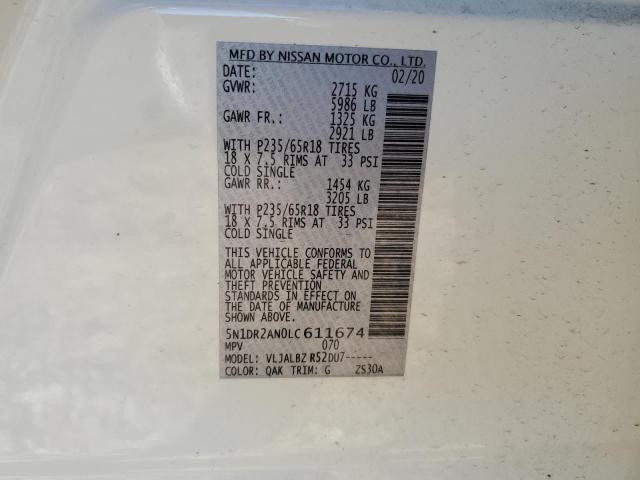 MFD BY NISSAN MOTOR CO., LTD.
DATE: 02/20
GVWR: 2715 KG
5986 LB
GAWR FR.: 1325 KG
2921 LB
WITH P235/65R18 TIRES
18 X 7.5 RIMS AT 33 PSI
COLD SINGLE
GAWR RR.: 1454 KG
3205 LB
WITH P235/65R18 TIRES
18 X 7.5 RIMS AT 33 PSI
COLD SINGLE
THIS VEHICLE CONFORMS TO
ALL APPLICABLE FEDERAL
MOTOR VEHICLE SAFETY AND
THEFT PREVENTION
STANDARDS IN EFFECT ON
THE DATE OF MANUFACTURE
SHOWN ABOVE.
5N1DR2AN0LC611674
MPV 070
MODEL: VLJALBZ R52DU7-----
COLOR: QAK TRIM: G ZS30A